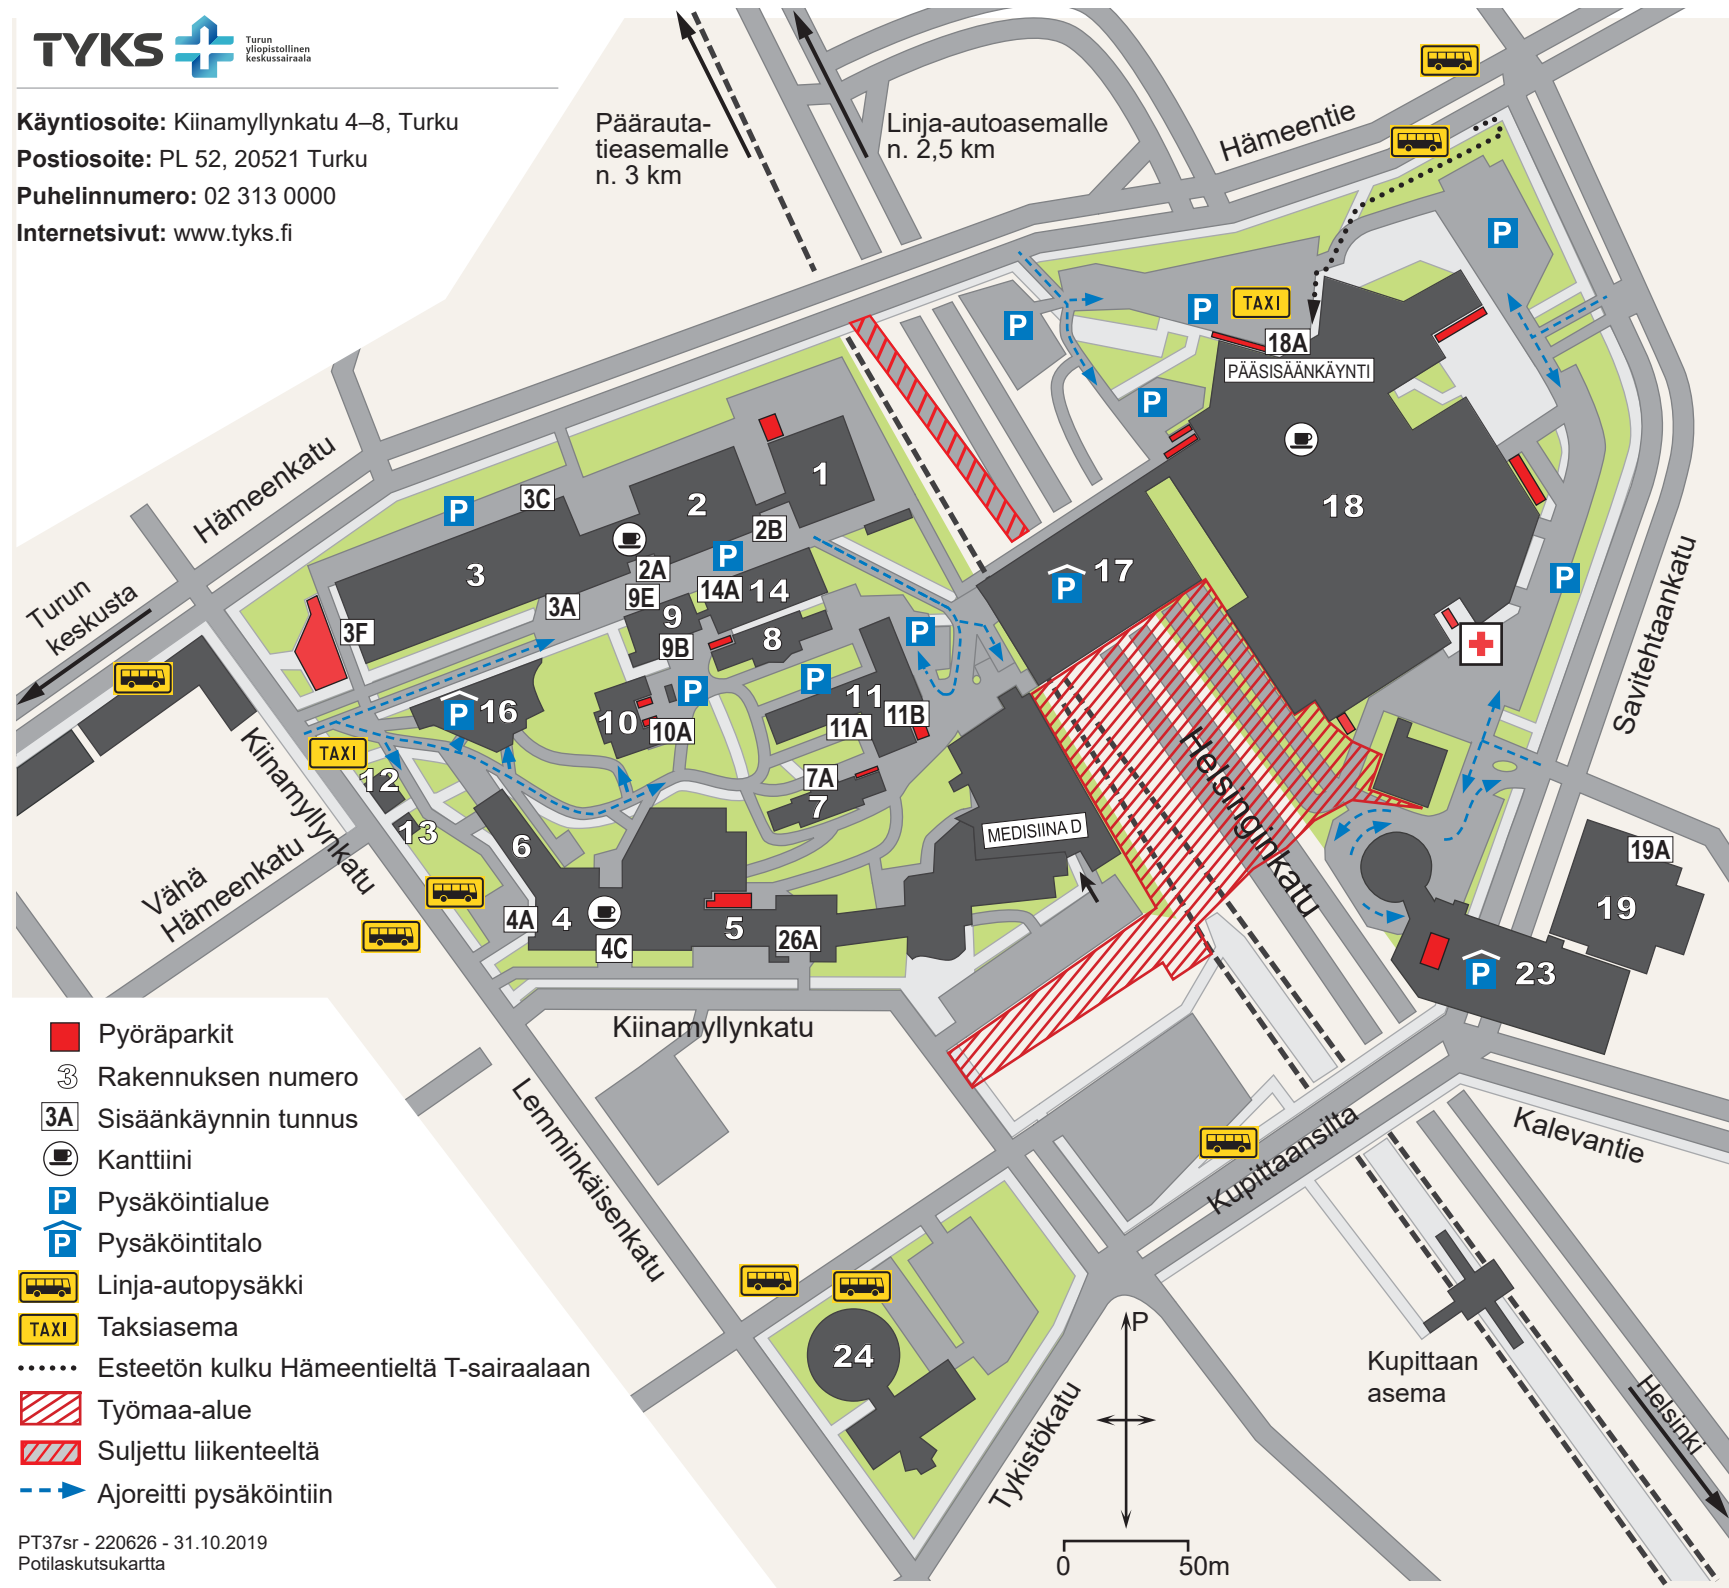 TYKS
Turun
yliopistollinen
keskussairaala
Käyntiosoite: Kiinamyllynkatu 4–8, Turku
Postiosoite: PL 52, 20521 Turku
Puhelinnumero: 02 313 0000
Internetsivut: www.tyks.fi
Päärauta-
tieasemalle
n. 3 km
Linja-autoasemalle
n. 2,5 km
Hämeentie
P
P
TAXI
P
18A
PÄÄSISÄÄNKÄYNTI
P
Hämeenkatu
1
2
3C
P
18
2B
P
2A
3
14A
14
9E
9
3A
17
P
P
Savitehtaankatu
Turun
keskusta
3F
8
9B
P
P
P
11
16
P
10
10A
11A
11B
TAXI
12
Kiinamyllynkatu
7A
7
Helsinginkatu
13
6
MEDISIINA D
Vähä
Hämeenkatu
19A
19
4A
4
4C
5
26A
23
P
Kiinamyllynkatu
Lemminkäisenkatu
Kupittaansilta
Kalevantie
24
P
Kupittaan
asema
Helsinki
Tykistökatu
0 50m
Pyöräparkit
3 Rakennuksen numero
3A Sisäänkäynnin tunnus
Kanttiini
P Pysäköintialue
P Pysäköintitalo
Linja-autopysäkki
TAXI Taksiasema
Esteetön kulku Hämeentieltä T-sairaalaan
Työmaa-alue
Suljettu liikenteeltä
Ajoreitti pysäköintiin
PT37sr - 220626 - 31.10.2019
Potilaskutsukartta